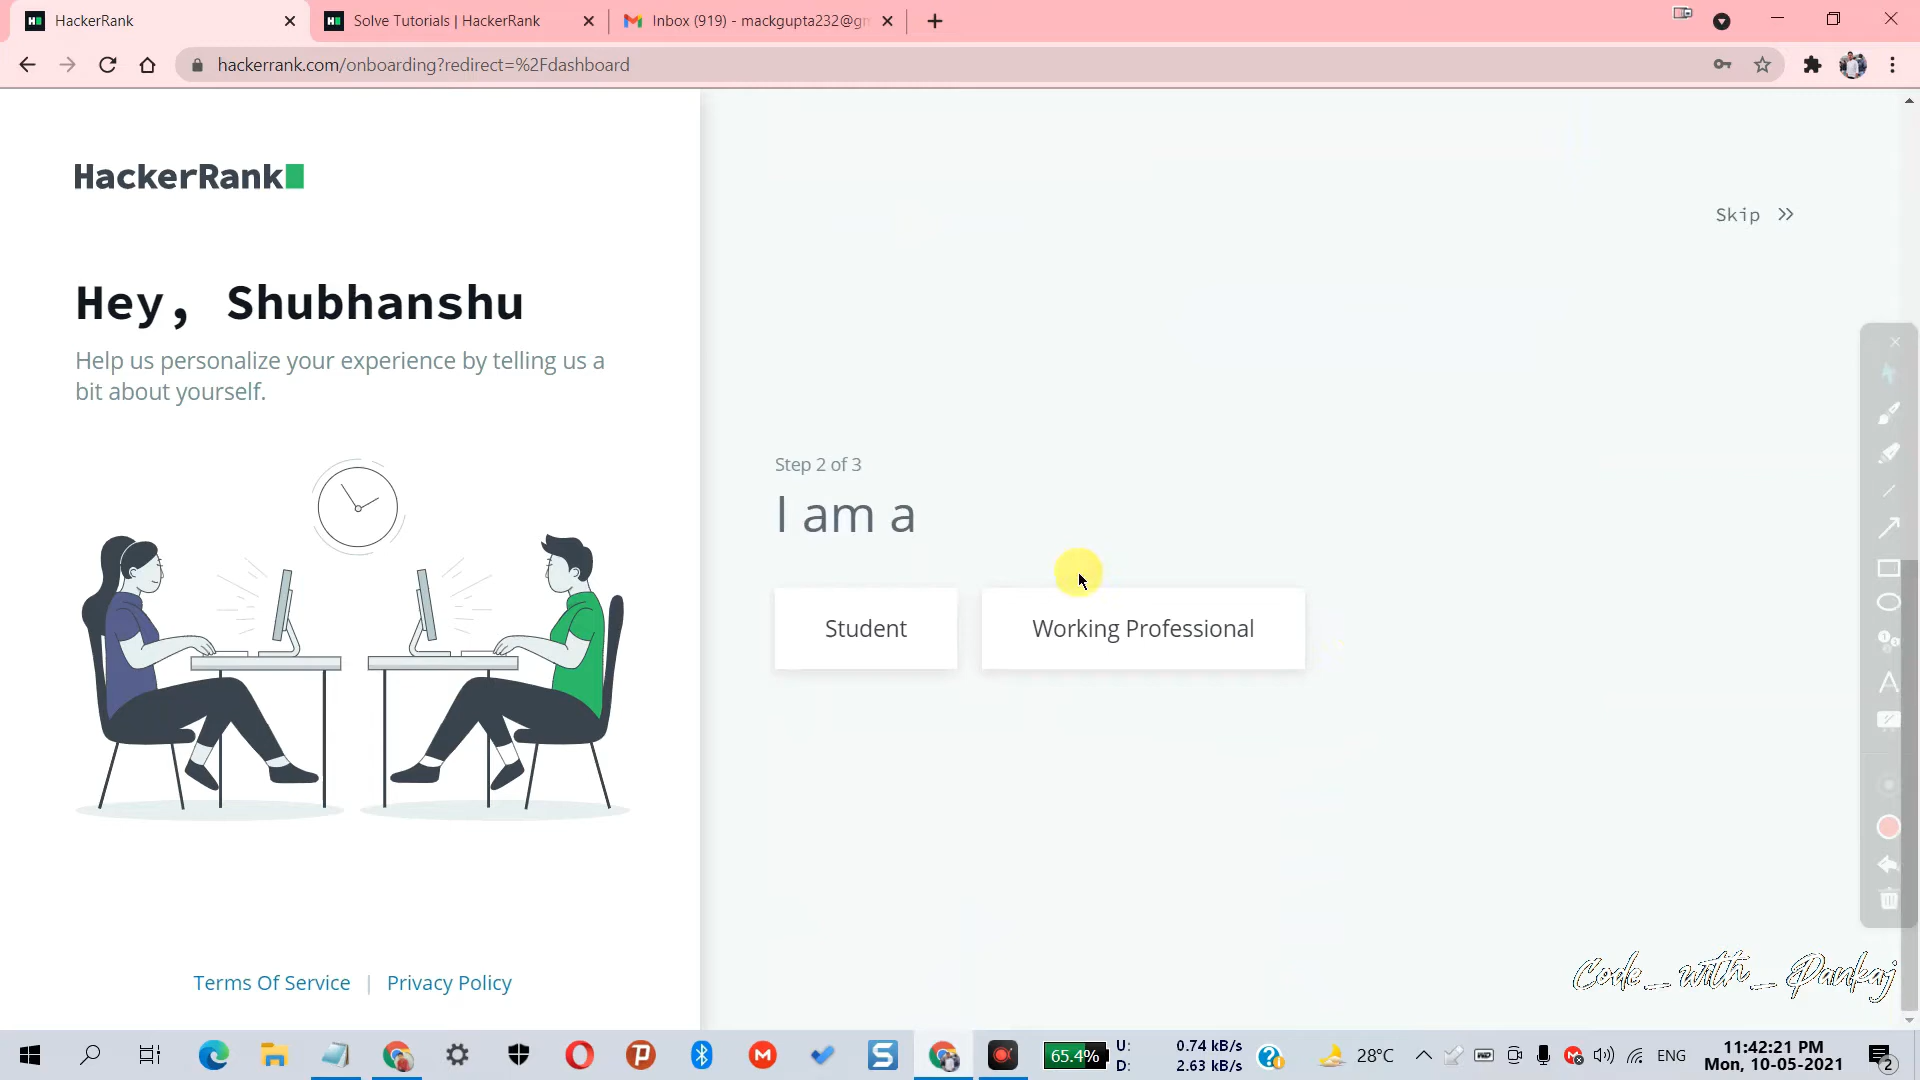 HackerRank
Solve Tutorials | HackerRank
Inbox (919) - mackgupta232@gm
hackerrank.com/onboarding?redirect=%2Fdashboard
HackerRank
Skip
Hey, Shubhanshu
Help us personalize your experience by telling us a
bit about yourself.
Step 2 of 3
I am a
Student
Working Professional
Terms Of Service | Privacy Policy
Code_with_Pankaj
65.4%
U: 0.74 kB/s
D: 2.63 kB/s
28°C
ENG
11:42:21 PM
Mon, 10-05-2021
2